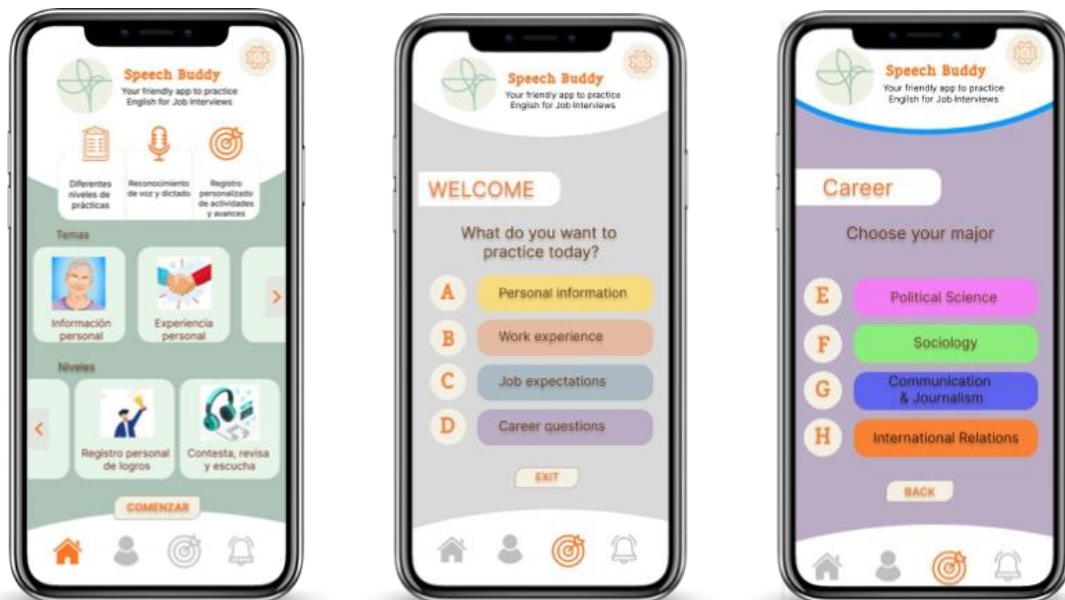 Speech Buddy
Your friendly app to practice
English for Job Interviews
Diferentes
niveles de
prácticas
Reconocimiento
de voz y dictado
Registro
personalizado
de actividades
y avances
Temas
Información
personal
Experiencia
personal
>
Niveles
<
Registro personal
de logros
Contesta, revisa
y escucha
COMENZAR
Speech Buddy
Your friendly app to practice
English for Job Interviews
WELCOME
What do you want to
practice today?
A
Personal information
B
Work experience
C
Job expectations
D
Career questions
EXIT
Speech Buddy
Your friendly app to practice
English for Job Interviews
Career
Choose your major
E
Political Science
F
Sociology
G
Communication
& Journalism
H
International Relations
BACK